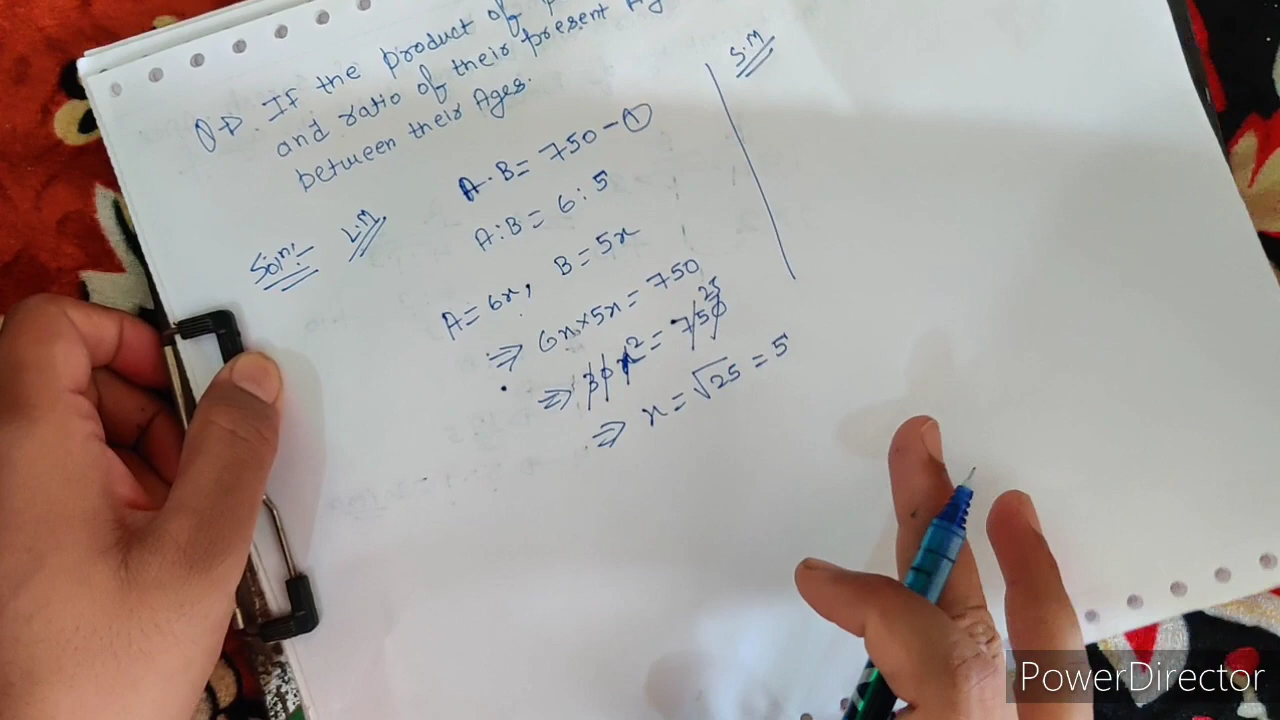 Q→ If the product of
and ratio of their present
between their Ages.
Soln:- L.M
A·B = 750 - ①
A:B = 6:5
A = 6x, B = 5x
⇒ 6x×5x = 750
⇒ 30x² = 750 25
⇒ x = √25 = 5
S.M
PowerDirector